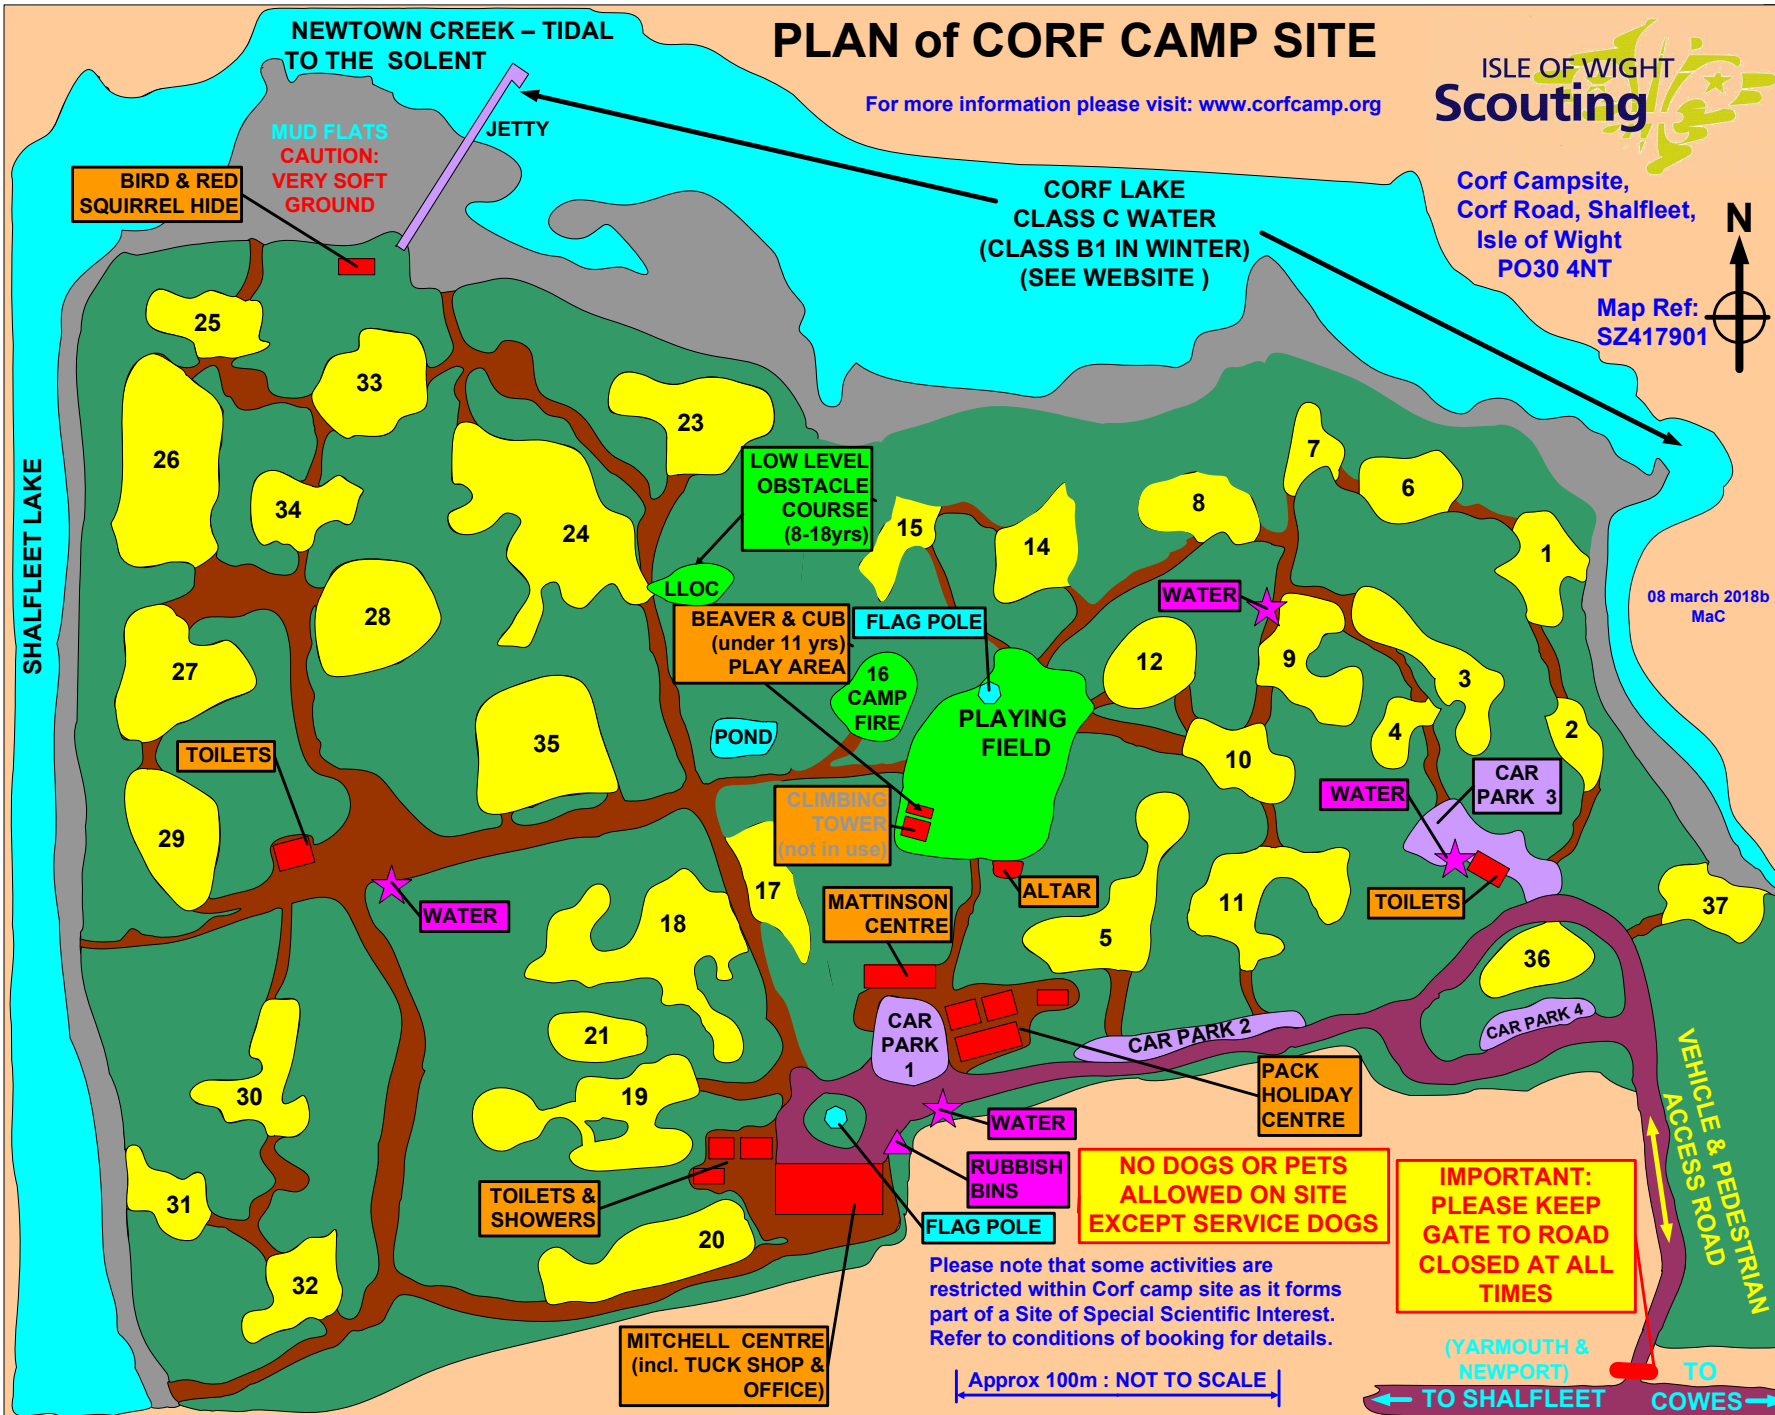 NEWTOWN CREEK – TIDAL
TO THE SOLENT
PLAN of CORF CAMP SITE
For more information please visit: www.corfcamp.org
ISLE OF WIGHT
Scouting
Corf Campsite,
Corf Road, Shalfleet,
Isle of Wight
PO30 4NT
N
Map Ref:
SZ417901
MUD FLATS
CAUTION:
VERY SOFT
GROUND
JETTY
BIRD & RED
SQUIRREL HIDE
CORF LAKE
CLASS C WATER
(CLASS B1 IN WINTER)
(SEE WEBSITE )
SHALFLEET LAKE
08 march 2018b
MaC
25
33
26
34
24
23
28
27
35
29
LOW LEVEL
OBSTACLE
COURSE
(8-18yrs)
LLOC
15
14
8
7
6
1
BEAVER & CUB
(under 11 yrs)
PLAY AREA
FLAG POLE
WATER
16
CAMP
FIRE
POND
PLAYING
FIELD
12
9
3
4
2
10
TOILETS
WATER
CAR
PARK 3
CLIMBING
TOWER
(not in use)
17
ALTAR
MATTINSON
CENTRE
5
11
TOILETS
37
36
WATER
18
21
19
30
31
32
20
CAR
PARK
1
CAR PARK 2
CAR PARK 4
PACK
HOLIDAY
CENTRE
WATER
RUBBISH
BINS
FLAG POLE
TOILETS &
SHOWERS
MITCHELL CENTRE
(incl. TUCK SHOP &
OFFICE)
NO DOGS OR PETS
ALLOWED ON SITE
EXCEPT SERVICE DOGS
IMPORTANT:
PLEASE KEEP
GATE TO ROAD
CLOSED AT ALL
TIMES
VEHICLE & PEDESTRIAN
ACCESS ROAD
Please note that some activities are
restricted within Corf camp site as it forms
part of a Site of Special Scientific Interest.
Refer to conditions of booking for details.
Approx 100m : NOT TO SCALE
(YARMOUTH &
NEWPORT)
TO SHALFLEET
TO
COWES